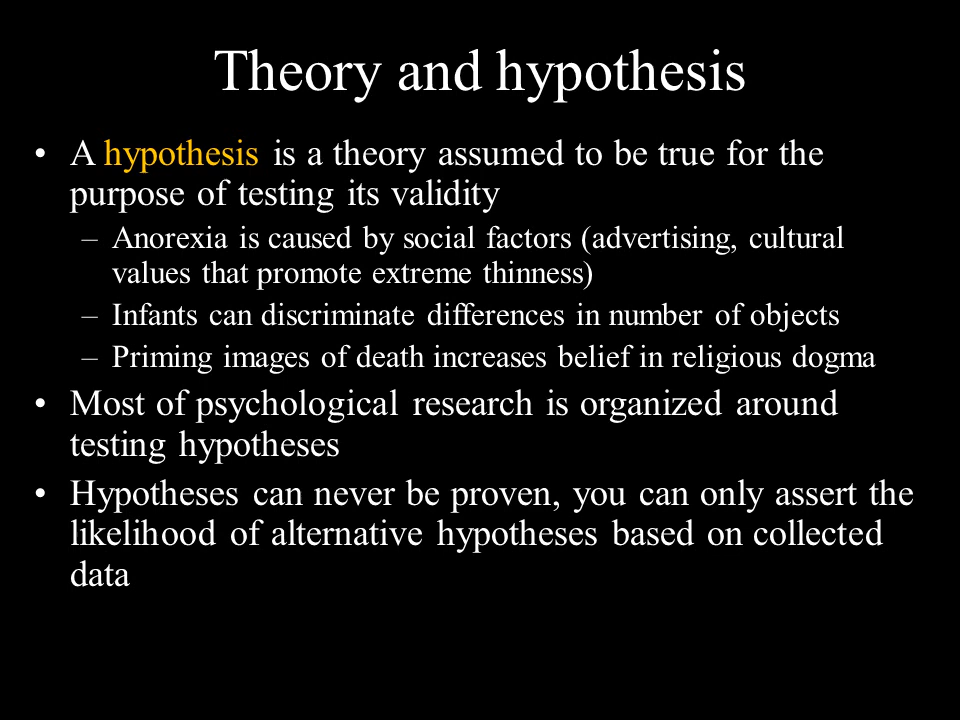 Theory and hypothesis
• A hypothesis is a theory assumed to be true for the
purpose of testing its validity
– Anorexia is caused by social factors (advertising, cultural
values that promote extreme thinness)
– Infants can discriminate differences in number of objects
– Priming images of death increases belief in religious dogma
• Most of psychological research is organized around
testing hypotheses
• Hypotheses can never be proven, you can only assert the
likelihood of alternative hypotheses based on collected
data